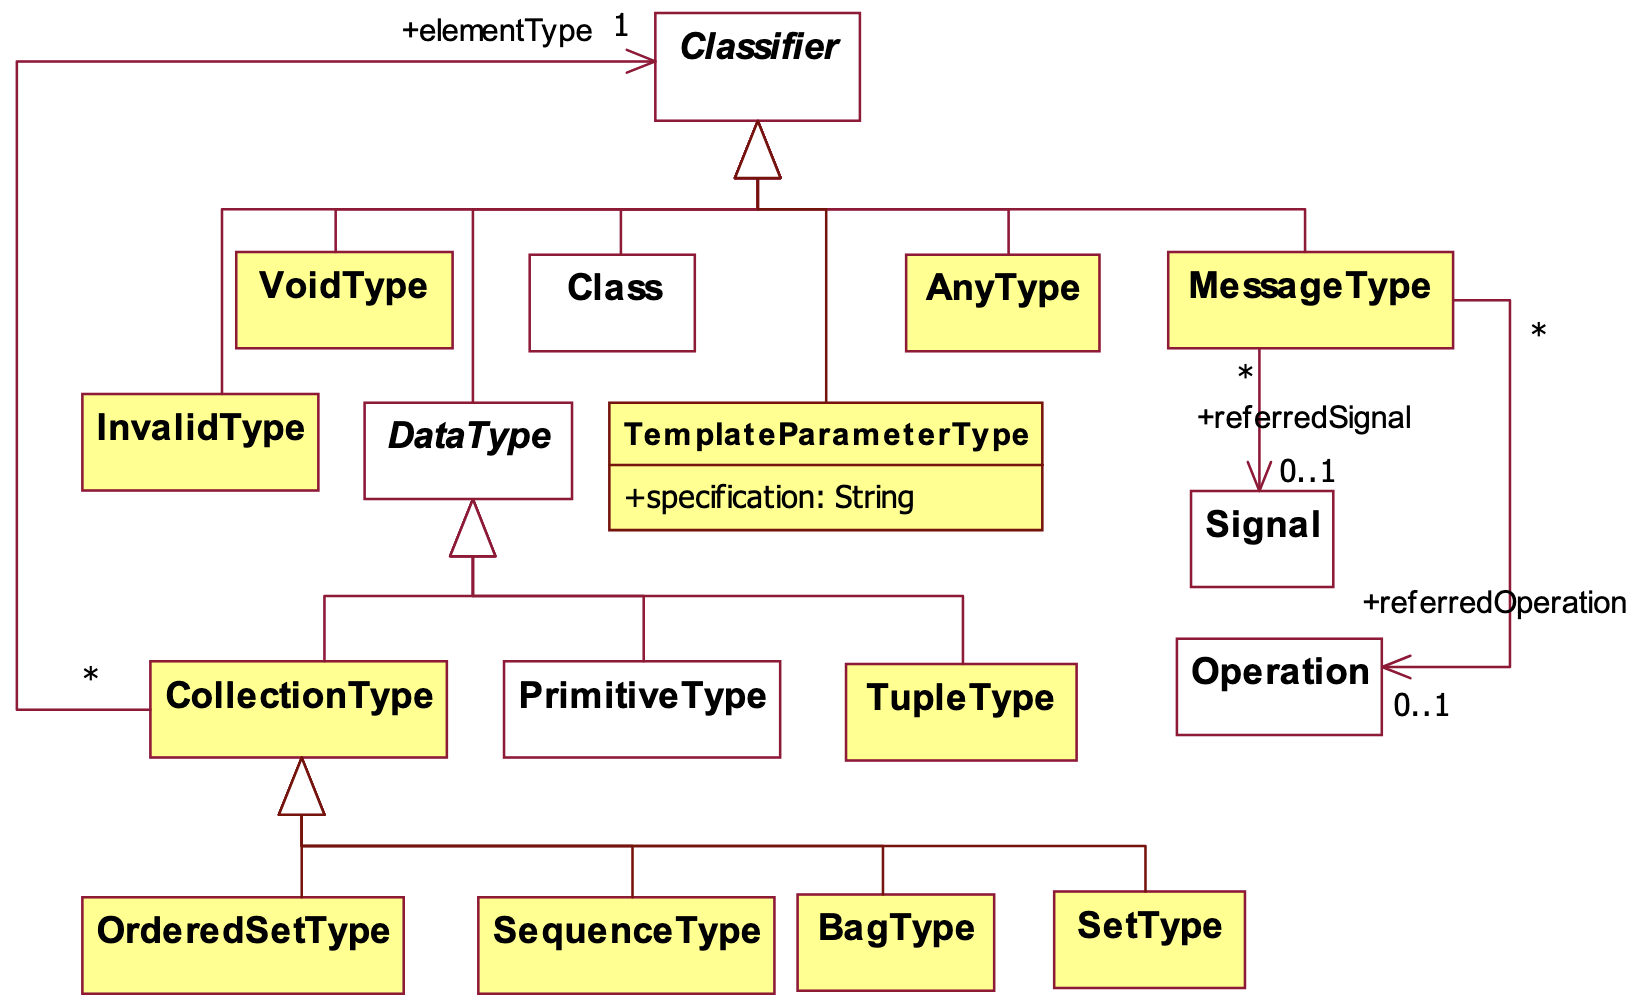 +elementType 1
Classifier
VoidType
Class
AnyType
MessageType
*
*
+referredSignal
0..1
InvalidType
DataType
TemplateParameterType
+specification: String
Signal
+referredOperation
Operation
0..1
*
CollectionType
PrimitiveType
TupleType
OrderedSetType
SequenceType
BagType
SetType